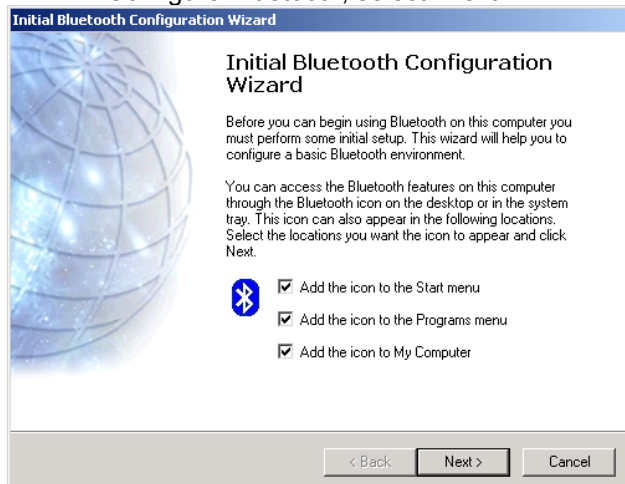 Initial Bluetooth Configuration Wizard
Initial Bluetooth Configuration
Wizard
Before you can begin using Bluetooth on this computer you
must perform some initial setup. This wizard will help you to
configure a basic Bluetooth environment.
You can access the Bluetooth features on this computer
through the Bluetooth icon on the desktop or in the system
tray. This icon can also appear in the following locations.
Select the locations you want the icon to appear and click
Next.
Add the icon to the Start menu
Add the icon to the Programs menu
Add the icon to My Computer
< Back
Next >
Cancel